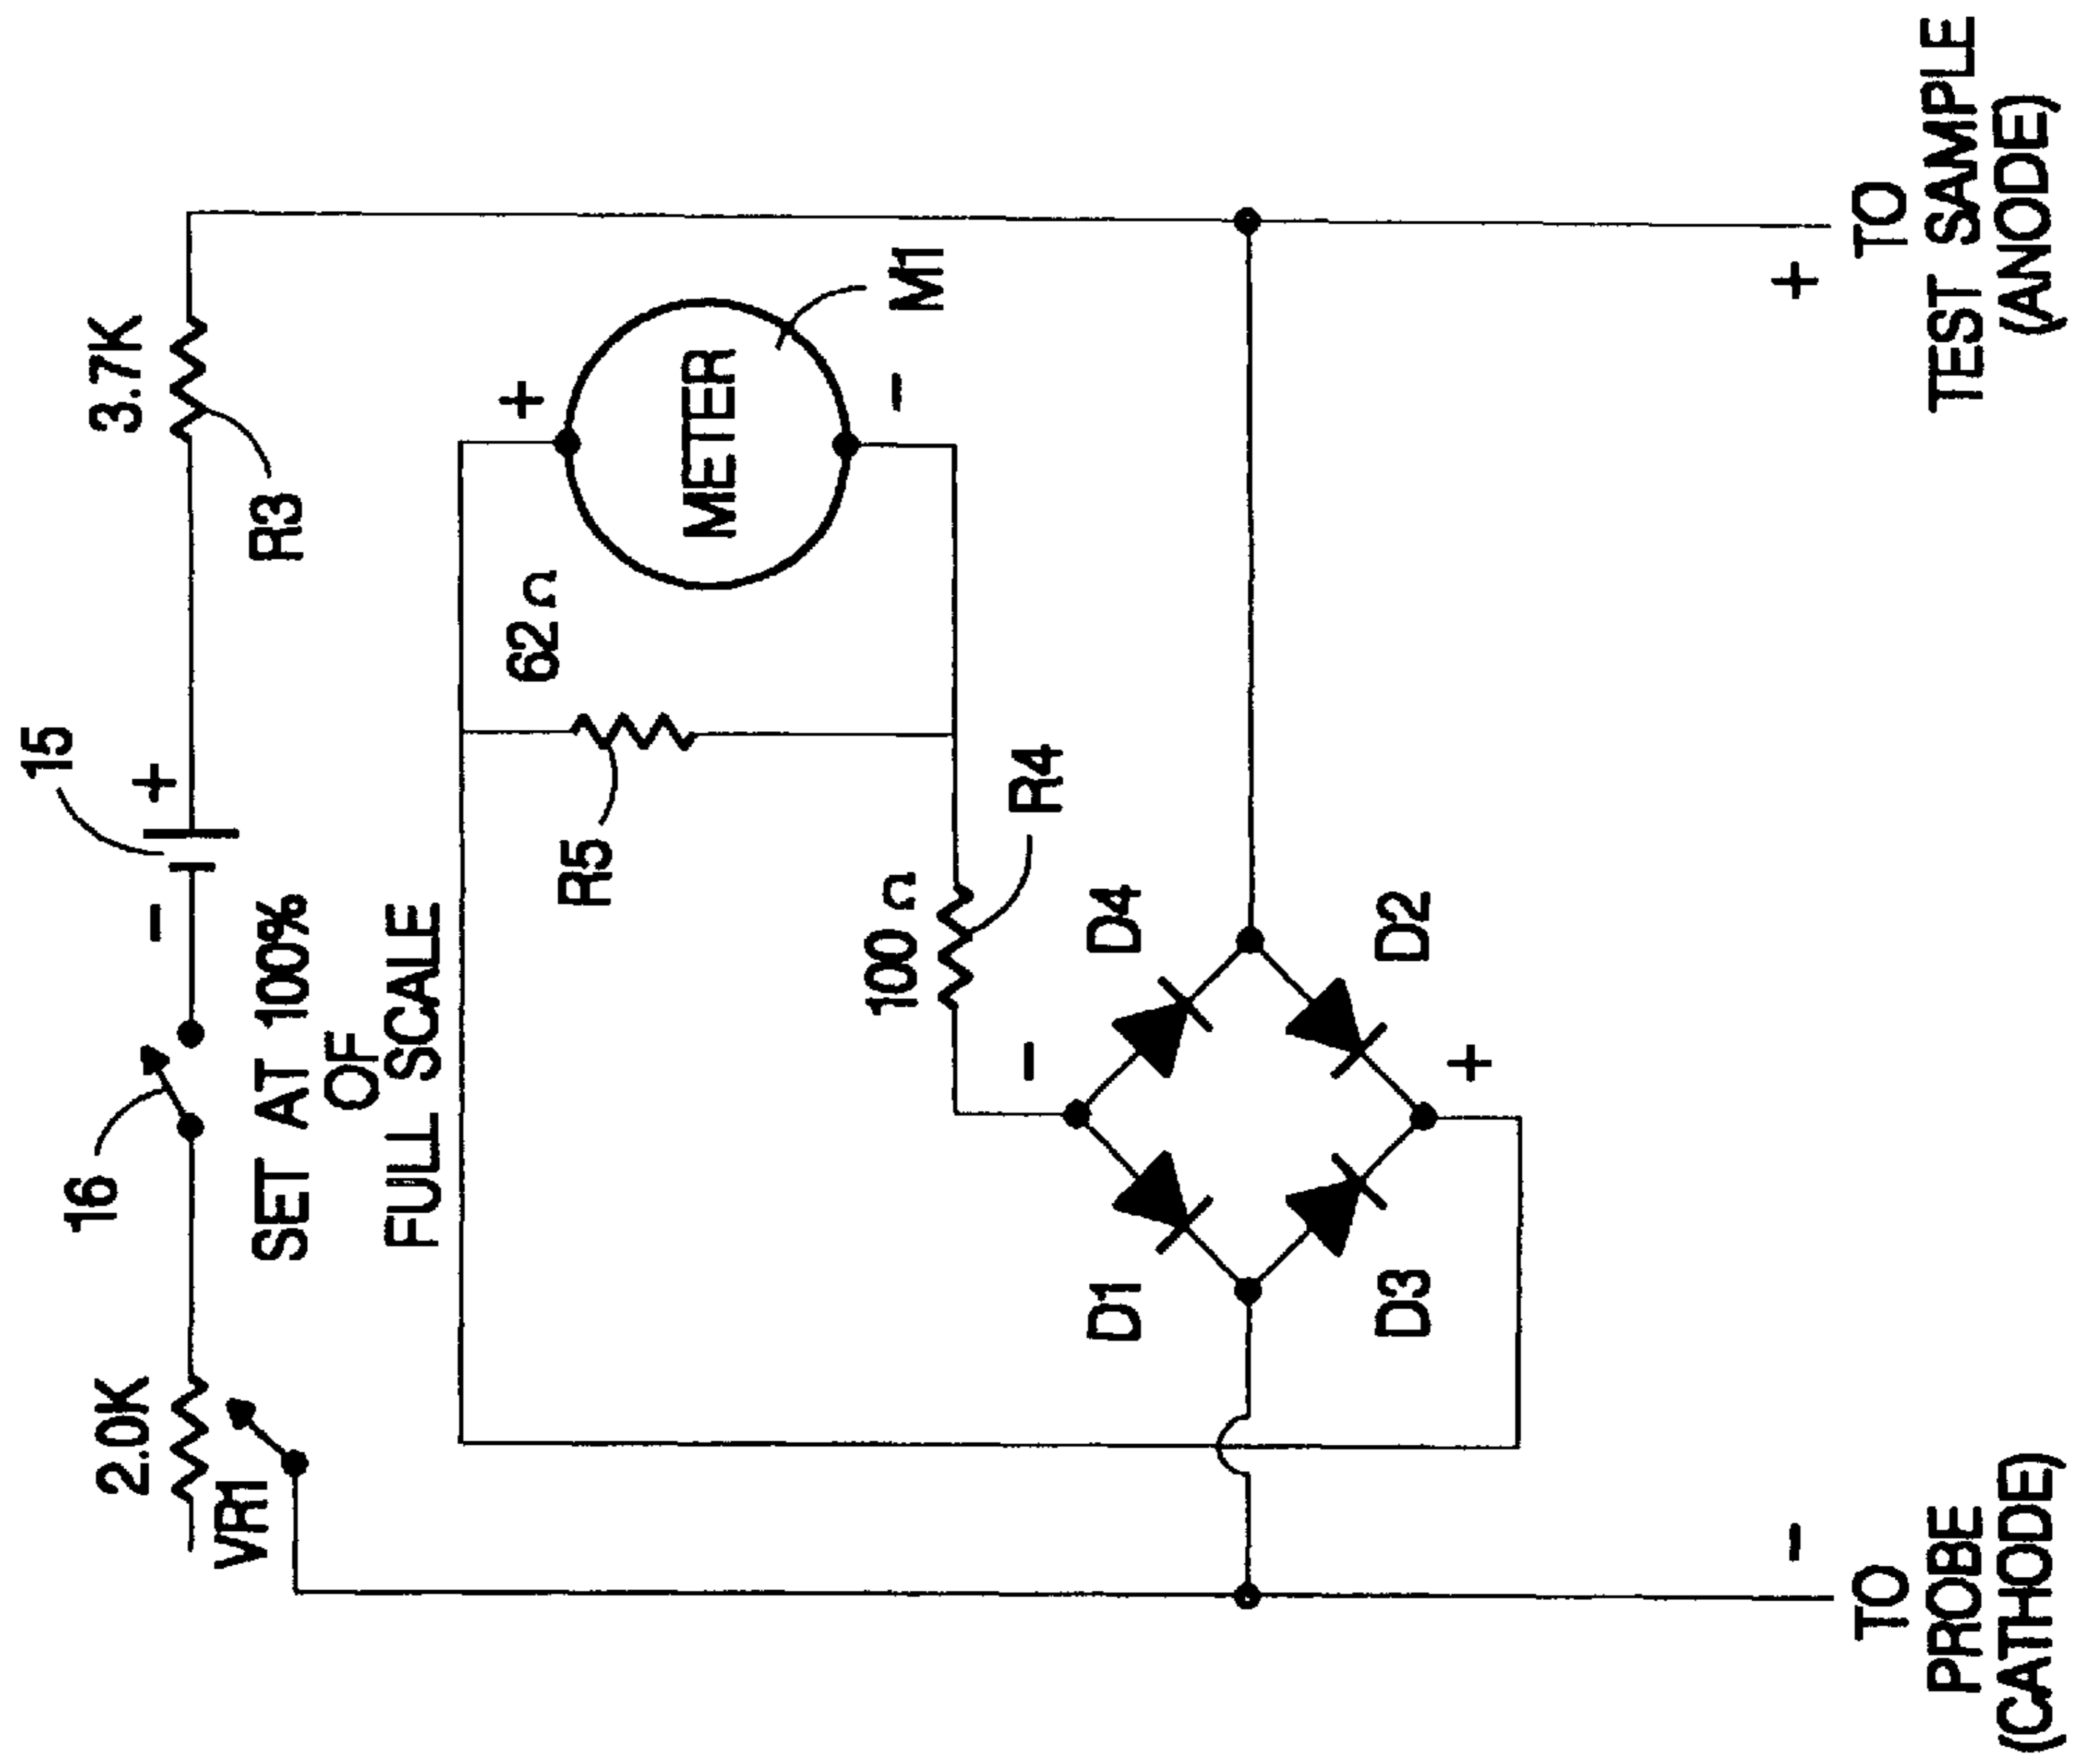 15
16
2.0K
VR1
SET AT 100%
OF
FULL SCALE
−
+
3.7K
R3
62 Ω
R5
+
METER
−
M1
100 Ω
R4
−
D4
D1
D2
D3
+
−
TO
PROBE
(CATHODE)
+
TO
TEST SAMPLE
(ANODE)